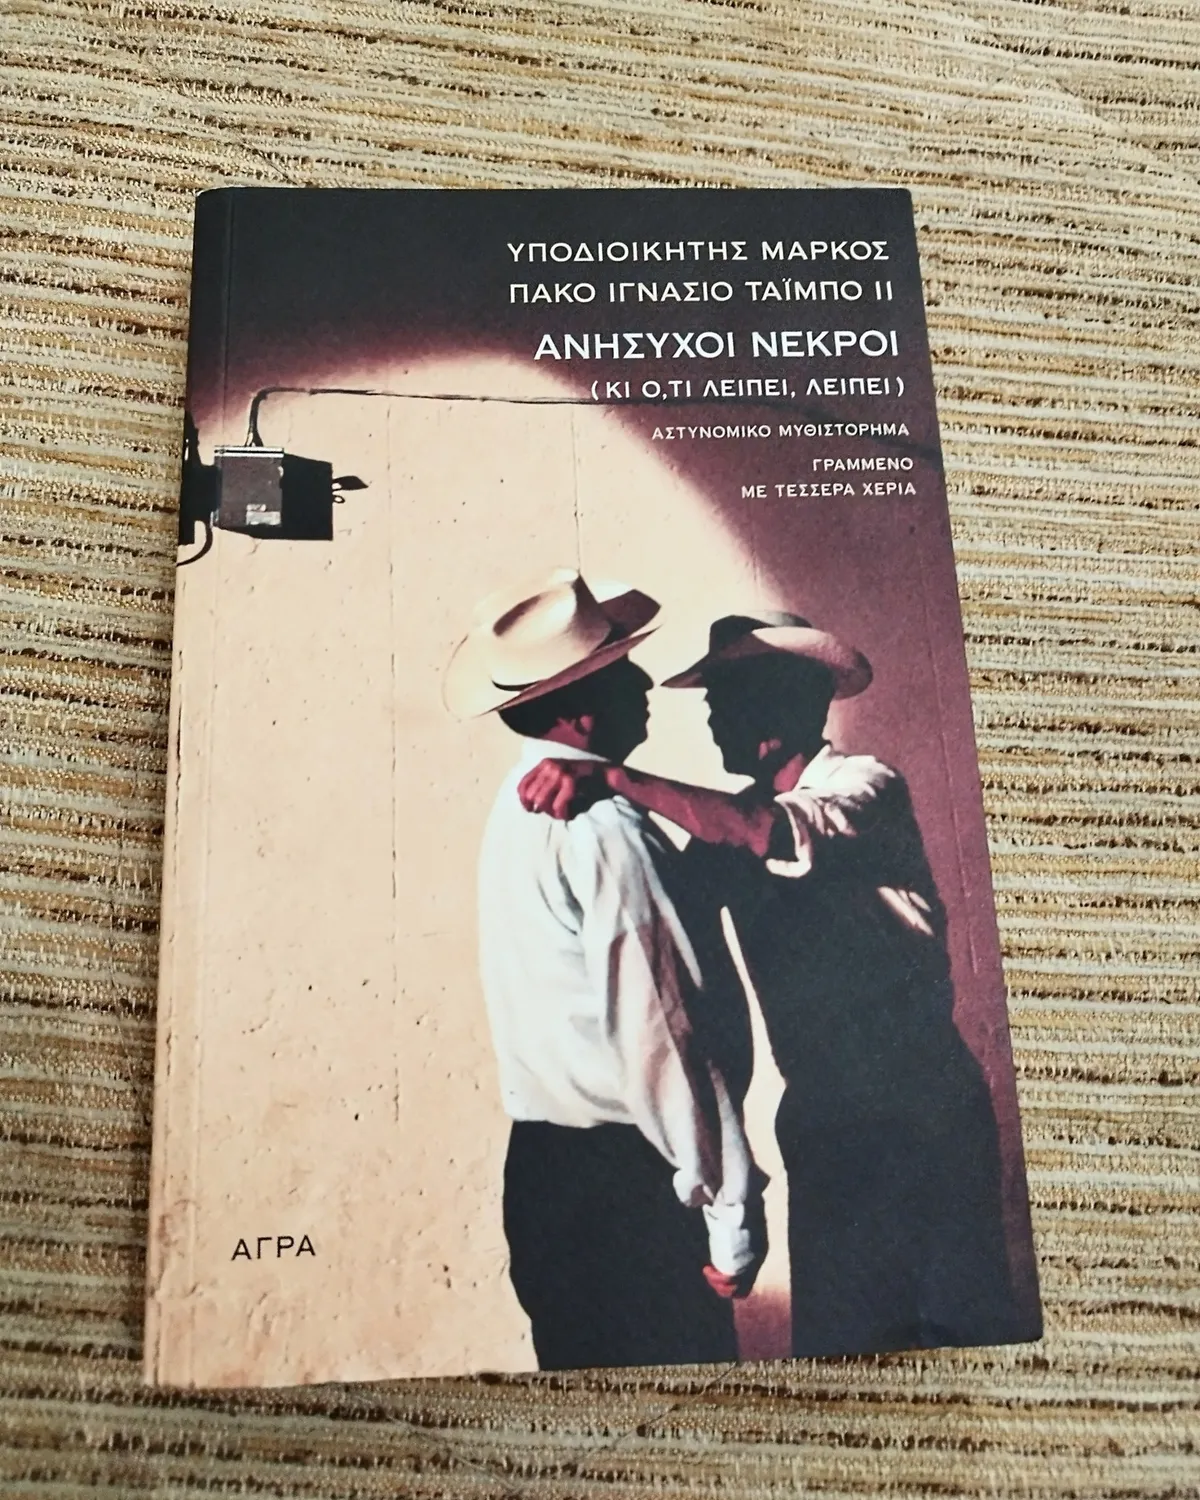 ΥΠΟΔΙΟΙΚΗΤΗΣ ΜΑΡΚΟΣ
ΠΑΚΟ ΙΓΝΑΣΙΟ ΤΑΪΜΠΟ ΙΙ
ΑΝΗΣΥΧΟΙ ΝΕΚΡΟΙ
(ΚΙ Ο,ΤΙ ΛΕΙΠΕΙ, ΛΕΙΠΕΙ)
ΑΣΤΥΝΟΜΙΚΟ ΜΥΘΙΣΤΟΡΗΜΑ
ΓΡΑΜΜΕΝΟ
ΜΕ ΤΕΣΣΕΡΑ ΧΕΡΙΑ
ΑΓΡΑ